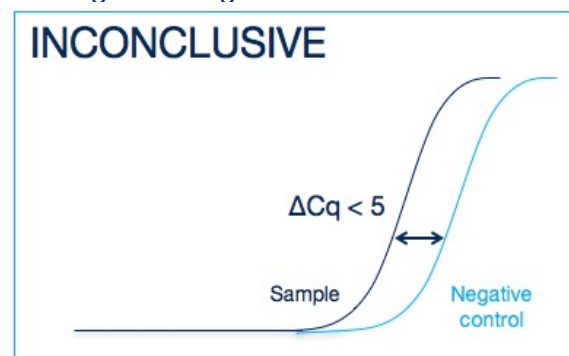 INCONCLUSIVE
ΔCq < 5
Sample
Negative
control